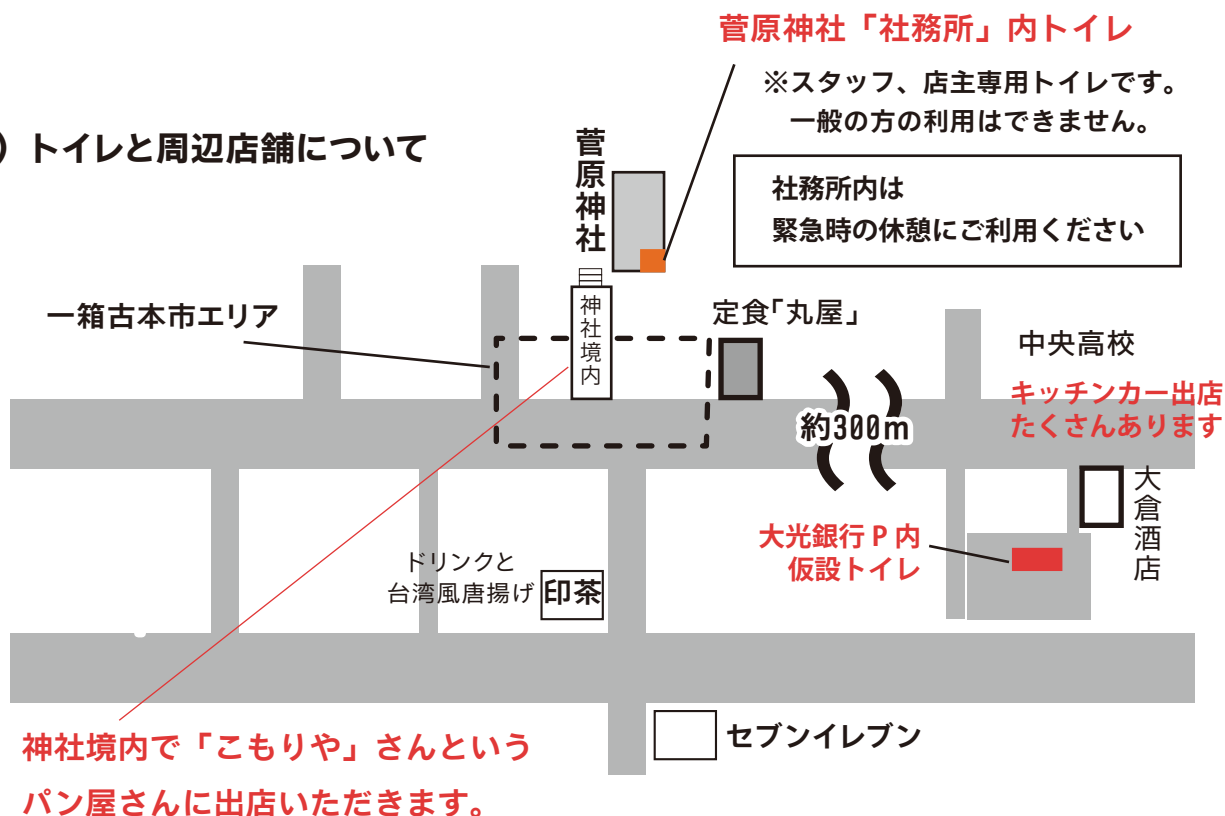 菅原神社「社務所」内トイレ
※スタッフ、店主専用トイレです。
一般の方の利用はできません。
）トイレと周辺店舗について
菅原神社
社務所内は
緊急時の休憩にご利用ください
一箱古本市エリア
神社境内
定食「丸屋」
中央高校
キッチンカー出店
たくさんあります
約300m
大倉酒店
大光銀行 P 内
仮設トイレ
ドリンクと
台湾風唐揚げ
印茶
セブンイレブン
神社境内で「こもりや」さんという
パン屋さんに出店いただきます。